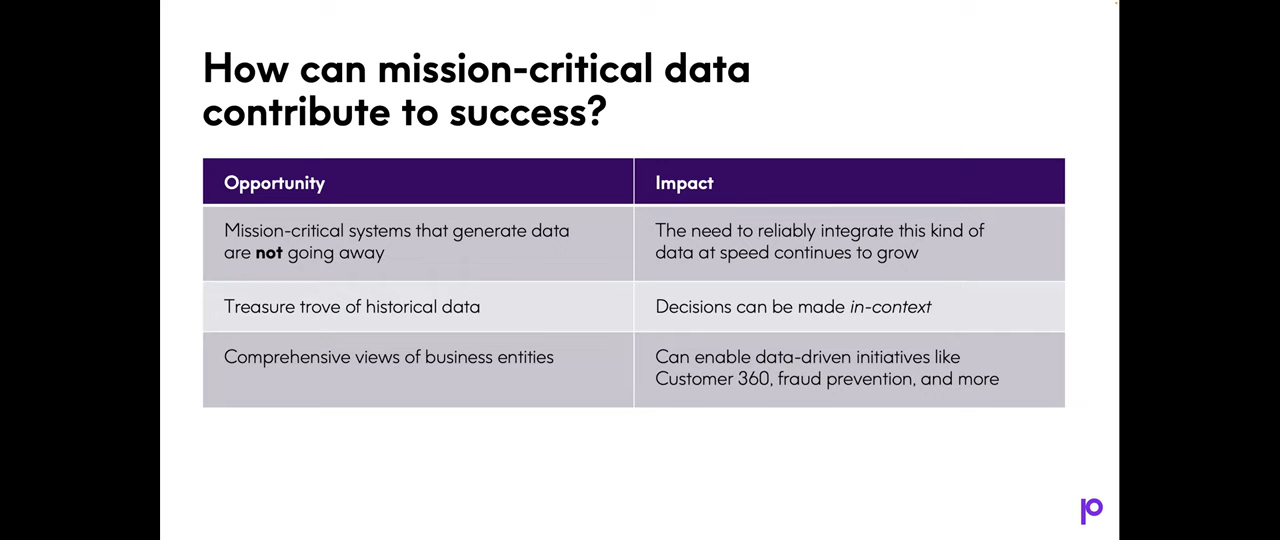 How can mission-critical data
contribute to success?
Opportunity
Impact
Mission-critical systems that generate data
are not going away
The need to reliably integrate this kind of
data at speed continues to grow
Treasure trove of historical data
Decisions can be made in-context
Comprehensive views of business entities
Can enable data-driven initiatives like
Customer 360, fraud prevention, and more